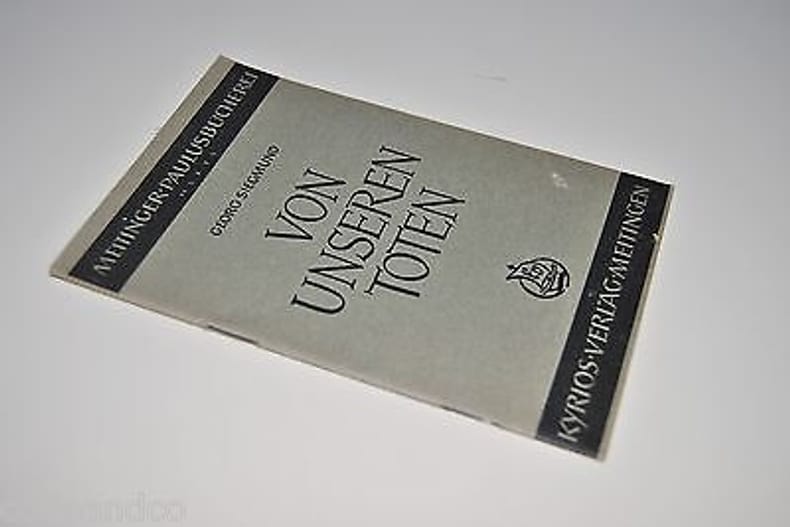 MEITINGER·PAULUSBÜCHEREI
GEORG SIEGMUND
VON
UNSEREN
TOTEN
KYRIOS·VERLAG·MEITINGEN